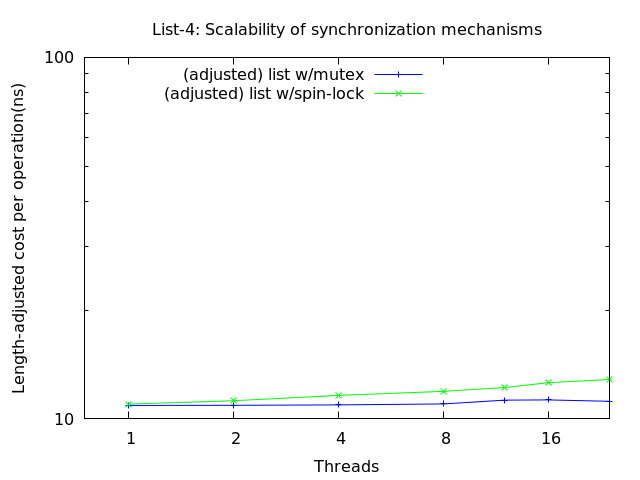 List-4: Scalability of synchronization mechanisms
100
(adjusted) list w/mutex
(adjusted) list w/spin-lock
Length-adjusted cost per operation(ns)
10
1 2 4 8 16
Threads